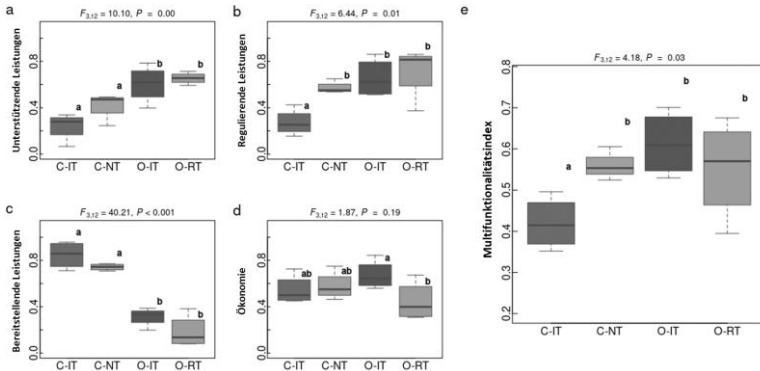 a
F3,12 = 10.10, P = 0.00
Unterstützende Leistungen
0.0 0.4 0.8
a a b b
C-IT C-NT O-IT O-RT
b
F3,12 = 6.44, P = 0.01
Regulierende Leistungen
0.0 0.4 0.8
a b b b
C-IT C-NT O-IT O-RT
c
F3,12 = 40.21, P < 0.001
Bereitstellende Leistungen
0.0 0.4 0.8
a a b b
C-IT C-NT O-IT O-RT
d
F3,12 = 1.87, P = 0.19
Ökonomie
0.0 0.4 0.8
ab ab a b
C-IT C-NT O-IT O-RT
e
F3,12 = 4.18, P = 0.03
Multifunktionalitätsindex
0.2 0.3 0.4 0.5 0.6 0.7 0.8
a b b b
C-IT C-NT O-IT O-RT